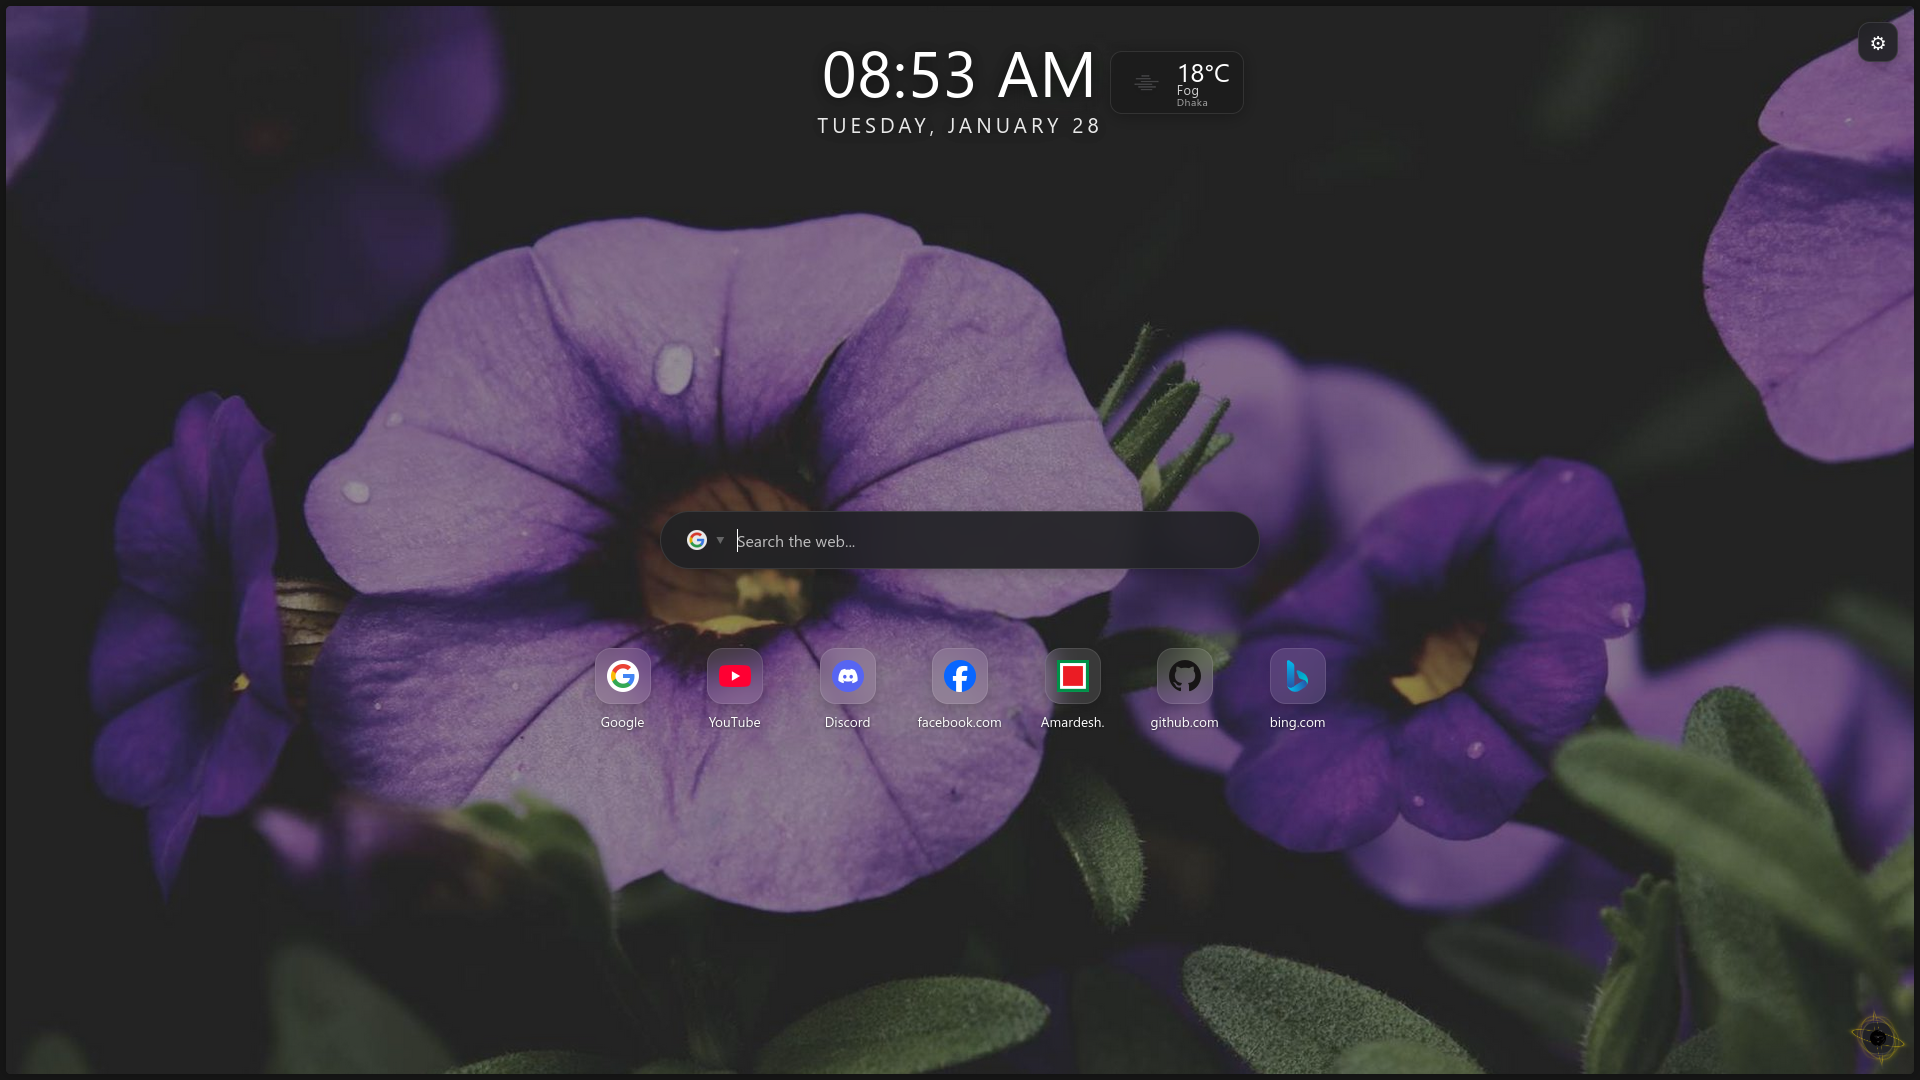 08:53 AM
TUESDAY, JANUARY 28
18°C
Fog
Dhaka
Search the web...
Google
YouTube
Discord
facebook.com
Amardesh.
github.com
bing.com